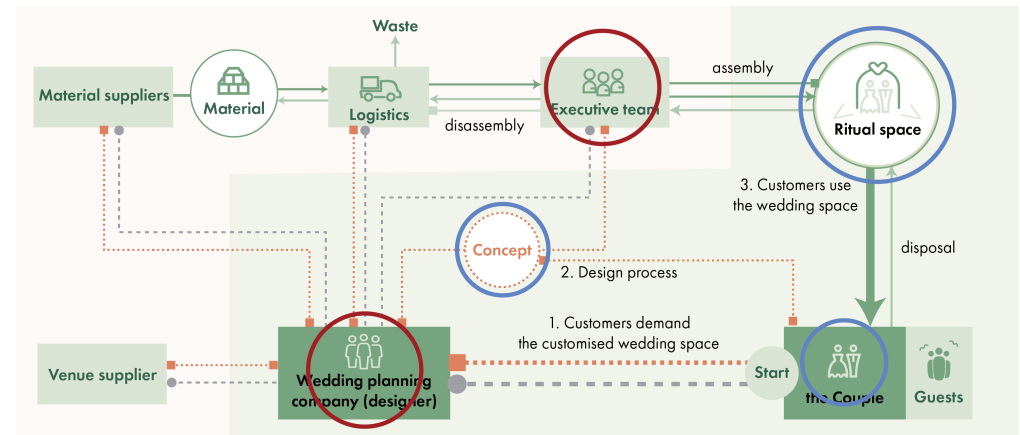 Waste
Material suppliers
Material
Logistics
Executive team
assembly
disassembly
Ritual space
3. Customers use
the wedding space
disposal
Concept
2. Design process
1. Customers demand
the customised wedding space
Venue supplier
Wedding planning
company (designer)
Start
the Couple
Guests